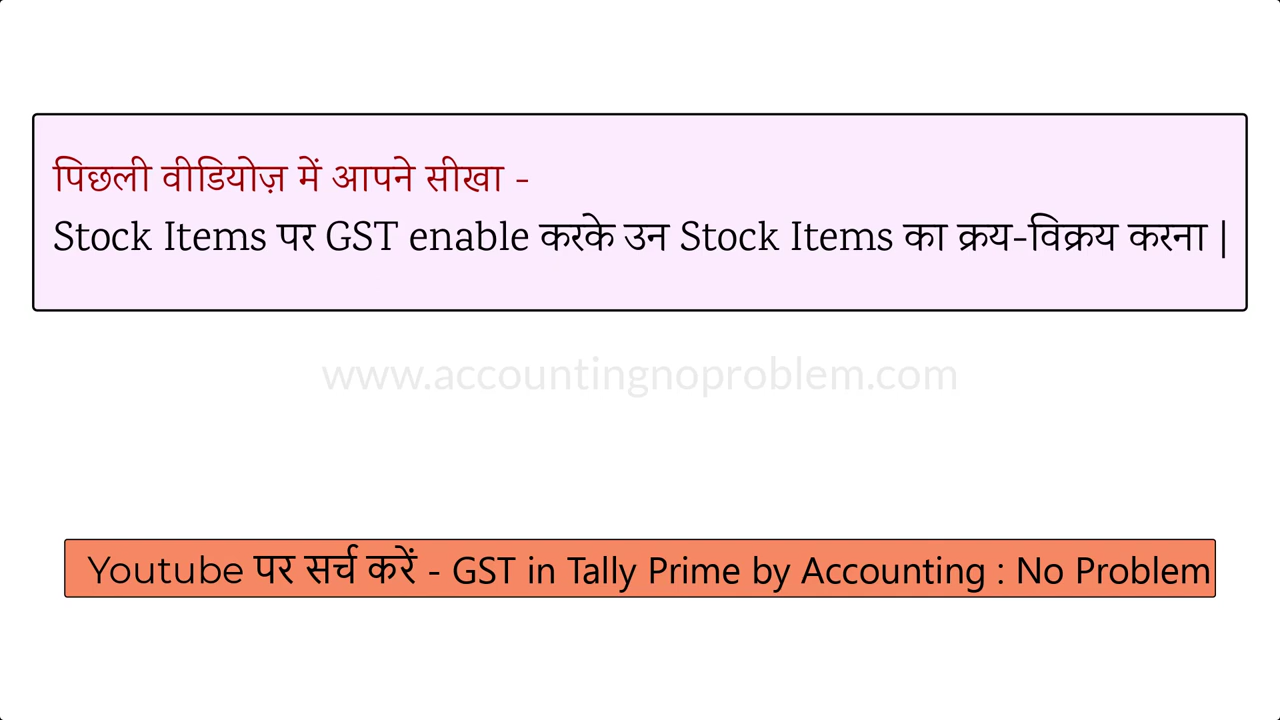 पिछली वीडियोज़ में आपने सीखा -
Stock Items पर GST enable करके उन Stock Items का क्रय-विक्रय करना |
www.accountingnoproblem.com
Youtube पर सर्च करें - GST in Tally Prime by Accounting : No Problem